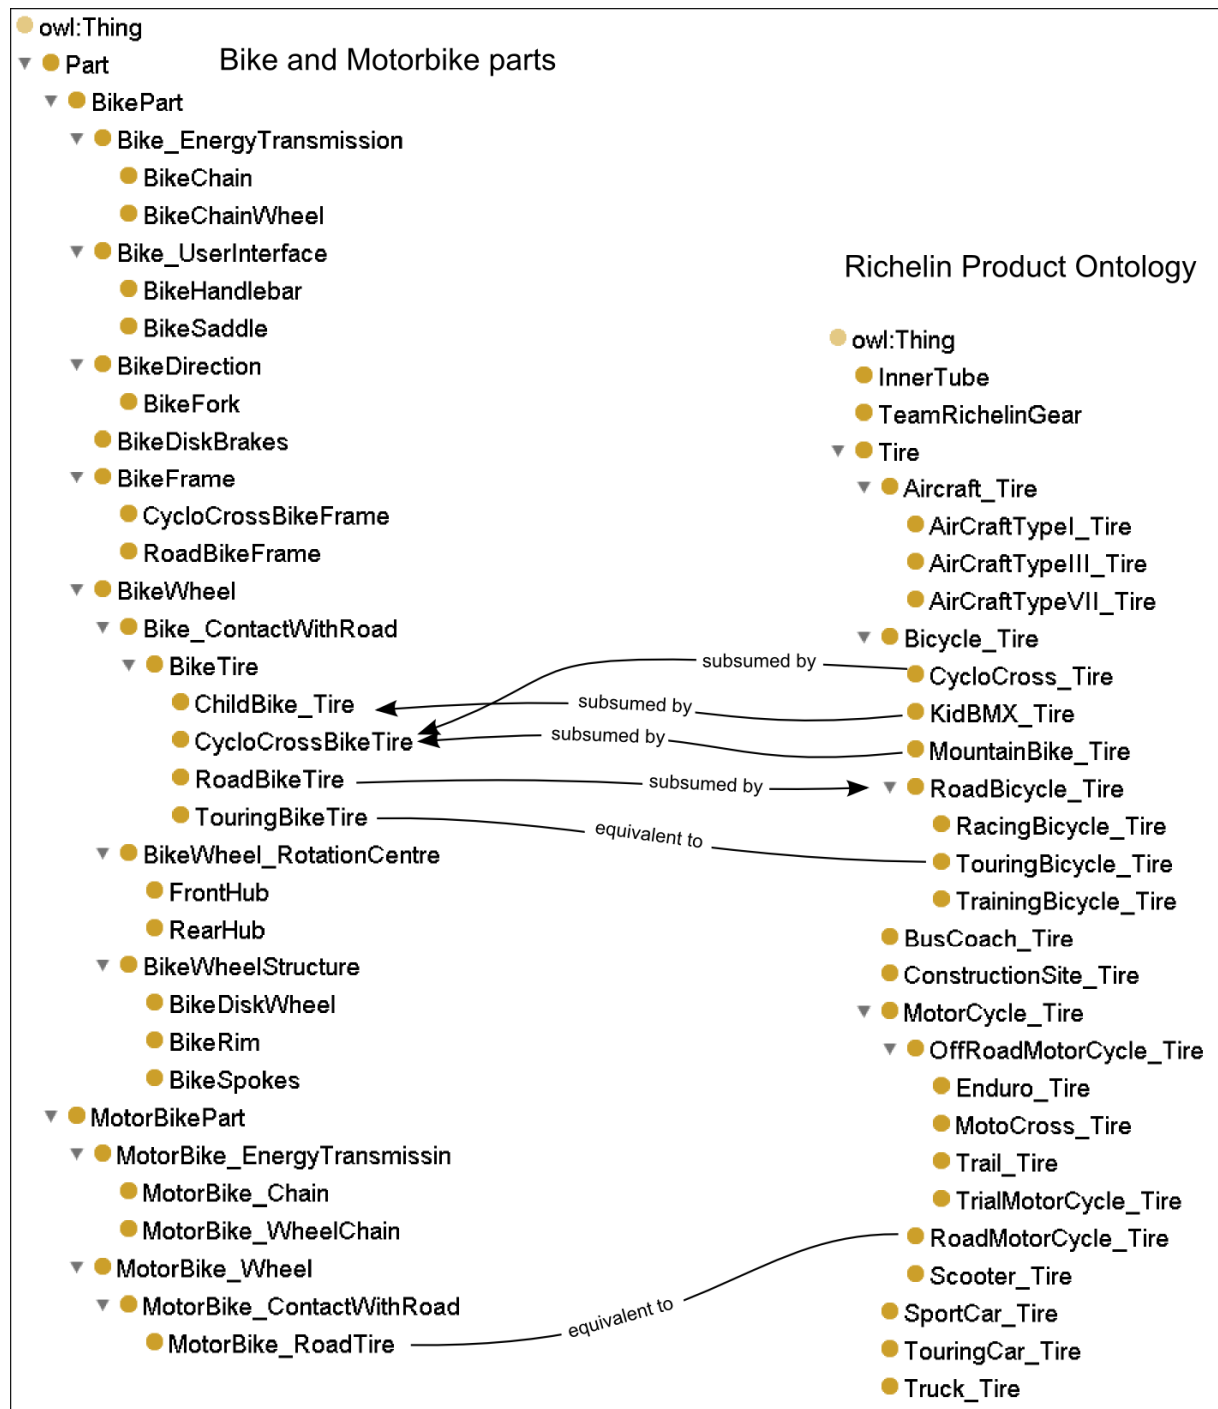 owl:Thing
Bike and Motorbike parts
Part
BikePart
Bike_EnergyTransmission
BikeChain
BikeChainWheel
Bike_UserInterface
BikeHandlebar
BikeSaddle
BikeDirection
BikeFork
BikeDiskBrakes
BikeFrame
CycloCrossBikeFrame
RoadBikeFrame
BikeWheel
Bike_ContactWithRoad
BikeTire
ChildBike_Tire
CycloCrossBikeTire
RoadBikeTire
TouringBikeTire
BikeWheel_RotationCentre
FrontHub
RearHub
BikeWheelStructure
BikeDiskWheel
BikeRim
BikeSpokes
MotorBikePart
MotorBike_EnergyTransmissin
MotorBike_Chain
MotorBike_WheelChain
MotorBike_Wheel
MotorBike_ContactWithRoad
MotorBike_RoadTire
subsumed by
subsumed by
subsumed by
subsumed by
equivalent to
equivalent to
Richelin Product Ontology
owl:Thing
InnerTube
TeamRichelinGear
Tire
Aircraft_Tire
AirCraftTypeI_Tire
AirCraftTypeIII_Tire
AirCraftTypeVII_Tire
Bicycle_Tire
CycloCross_Tire
KidBMX_Tire
MountainBike_Tire
RoadBicycle_Tire
RacingBicycle_Tire
TouringBicycle_Tire
TrainingBicycle_Tire
BusCoach_Tire
ConstructionSite_Tire
MotorCycle_Tire
OffRoadMotorCycle_Tire
Enduro_Tire
MotoCross_Tire
Trail_Tire
TrialMotorCycle_Tire
RoadMotorCycle_Tire
Scooter_Tire
SportCar_Tire
TouringCar_Tire
Truck_Tire